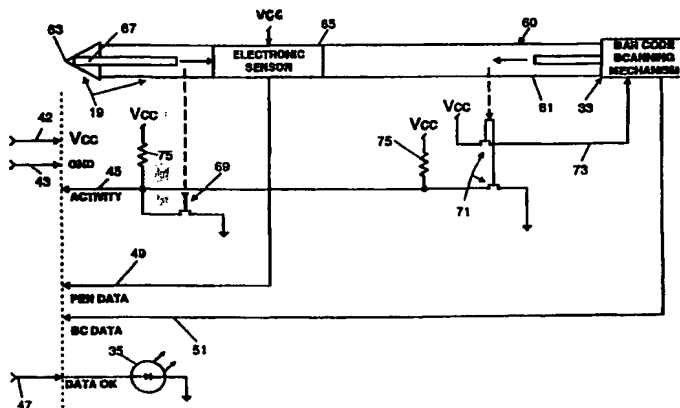 VCC
63
67
65
60
ELECTRONIC
SENSOR
BAR CODE
SCANNING
MECHANISM
19
61
33
42
VCC
VCC
VCC
VCC
75
75
43
GND
45
69
73
ACTIVITY
71
49
PEN DATA
BC DATA
51
35
DATA OK
47